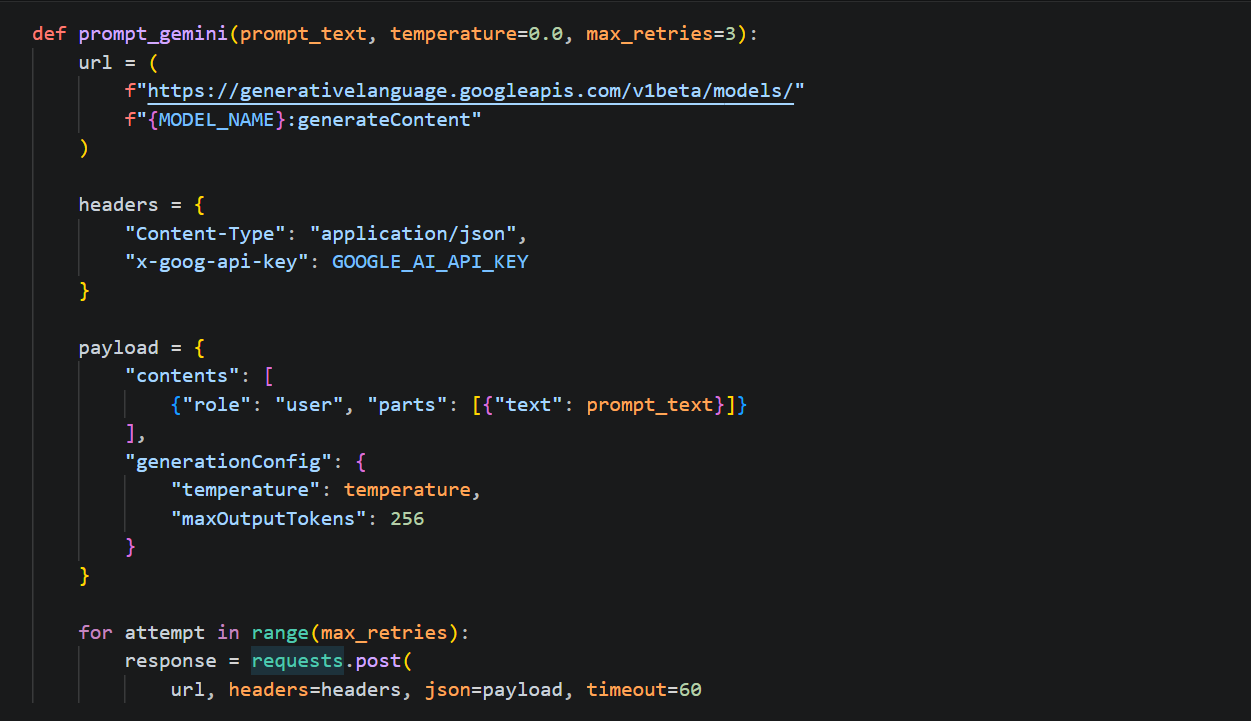 def prompt_gemini(prompt_text, temperature=0.0, max_retries=3):
    url = (
        f"https://generativelanguage.googleapis.com/v1beta/models/"
        f"{MODEL_NAME}:generateContent"
    )

    headers = {
        "Content-Type": "application/json",
        "x-goog-api-key": GOOGLE_AI_API_KEY
    }

    payload = {
        "contents": [
            {"role": "user", "parts": [{"text": prompt_text}]}
        ],
        "generationConfig": {
            "temperature": temperature,
            "maxOutputTokens": 256
        }
    }

    for attempt in range(max_retries):
        response = requests.post(
            url, headers=headers, json=payload, timeout=60